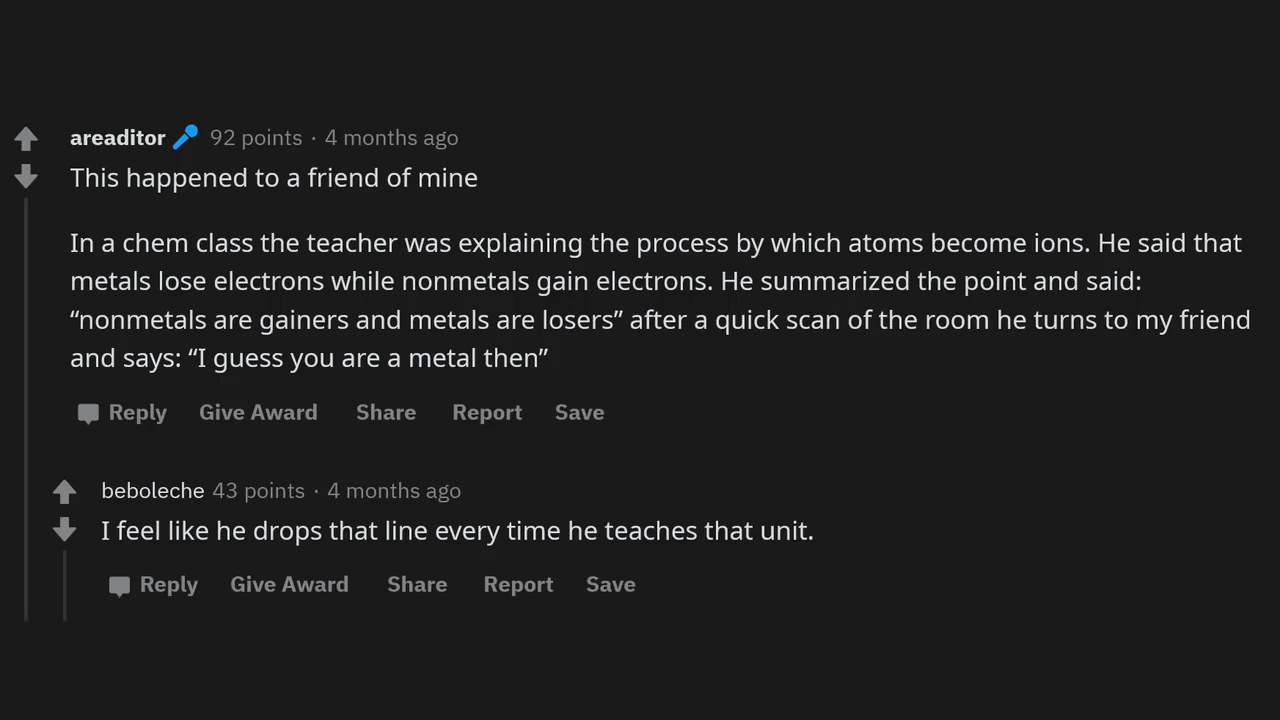 areaditor 92 points · 4 months ago
This happened to a friend of mine
In a chem class the teacher was explaining the process by which atoms become ions. He said that
metals lose electrons while nonmetals gain electrons. He summarized the point and said:
“nonmetals are gainers and metals are losers” after a quick scan of the room he turns to my friend
and says: “I guess you are a metal then”
Reply Give Award Share Report Save
beboleche 43 points · 4 months ago
I feel like he drops that line every time he teaches that unit.
Reply Give Award Share Report Save